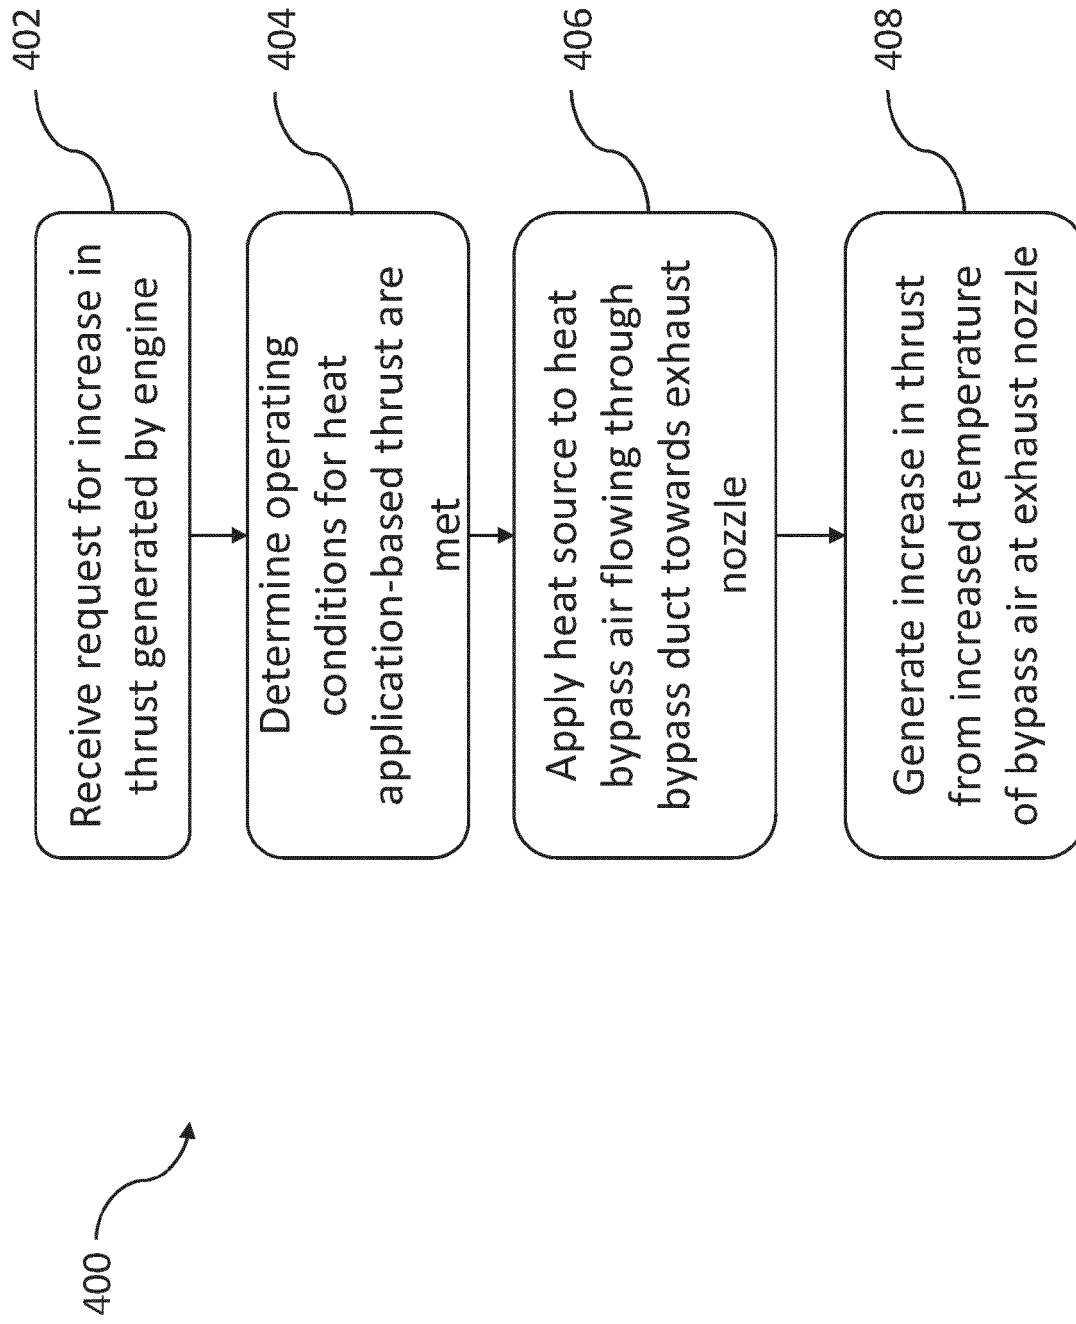 400
402
Receive request for increase in
thrust generated by engine
404
Determine operating
conditions for heat
application-based thrust are
met
406
Apply heat source to heat
bypass air flowing through
bypass duct towards exhaust
nozzle
408
Generate increase in thrust
from increased temperature
of bypass air at exhaust nozzle